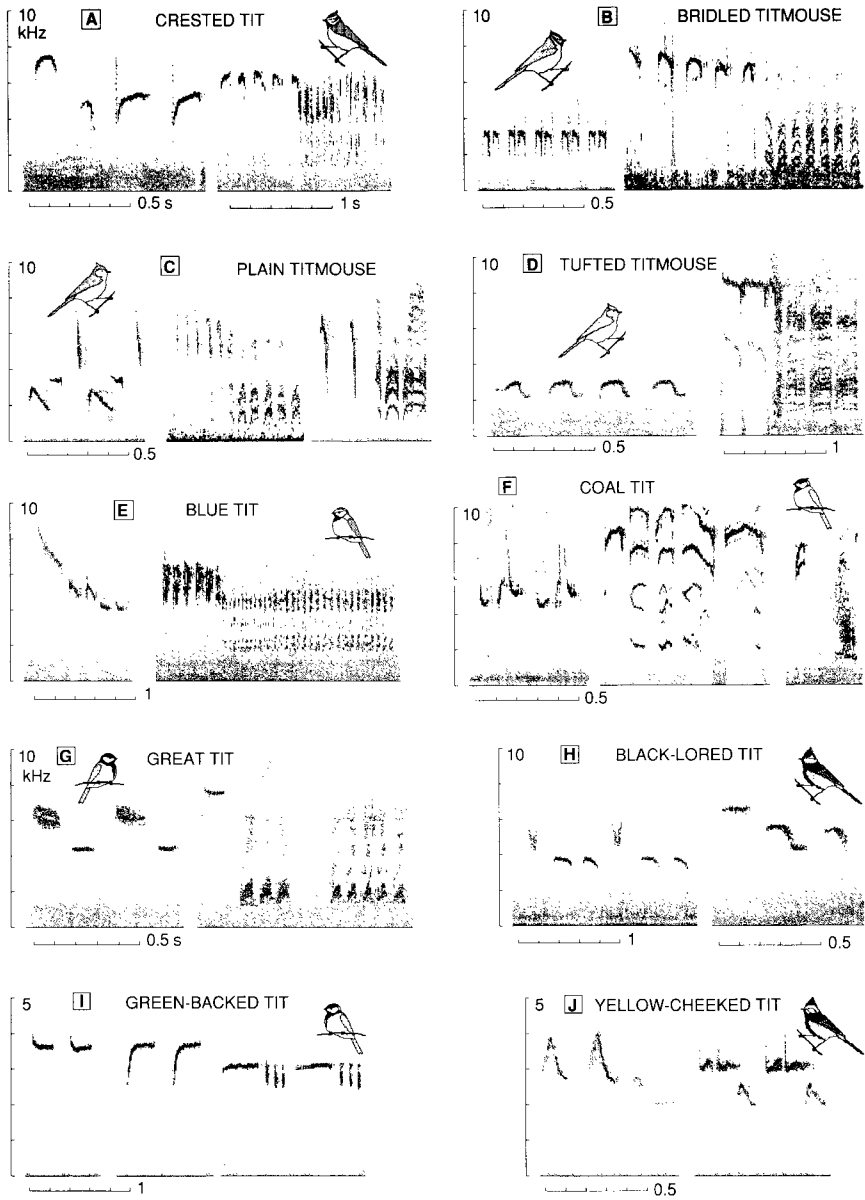 10
kHz
A
CRESTED TIT
0.5 s
1 s
10
B
BRIDLED TITMOUSE
0.5
1
10
C
PLAIN TITMOUSE
0.5
10
D
TUFTED TITMOUSE
0.5
1
10
E
BLUE TIT
1
10
F
COAL TIT
0.5
10
kHz
G
GREAT TIT
0.5 s
10
H
BLACK-LORED TIT
1
0.5
5
I
GREEN-BACKED TIT
1
5
J
YELLOW-CHEEKED TIT
0.5